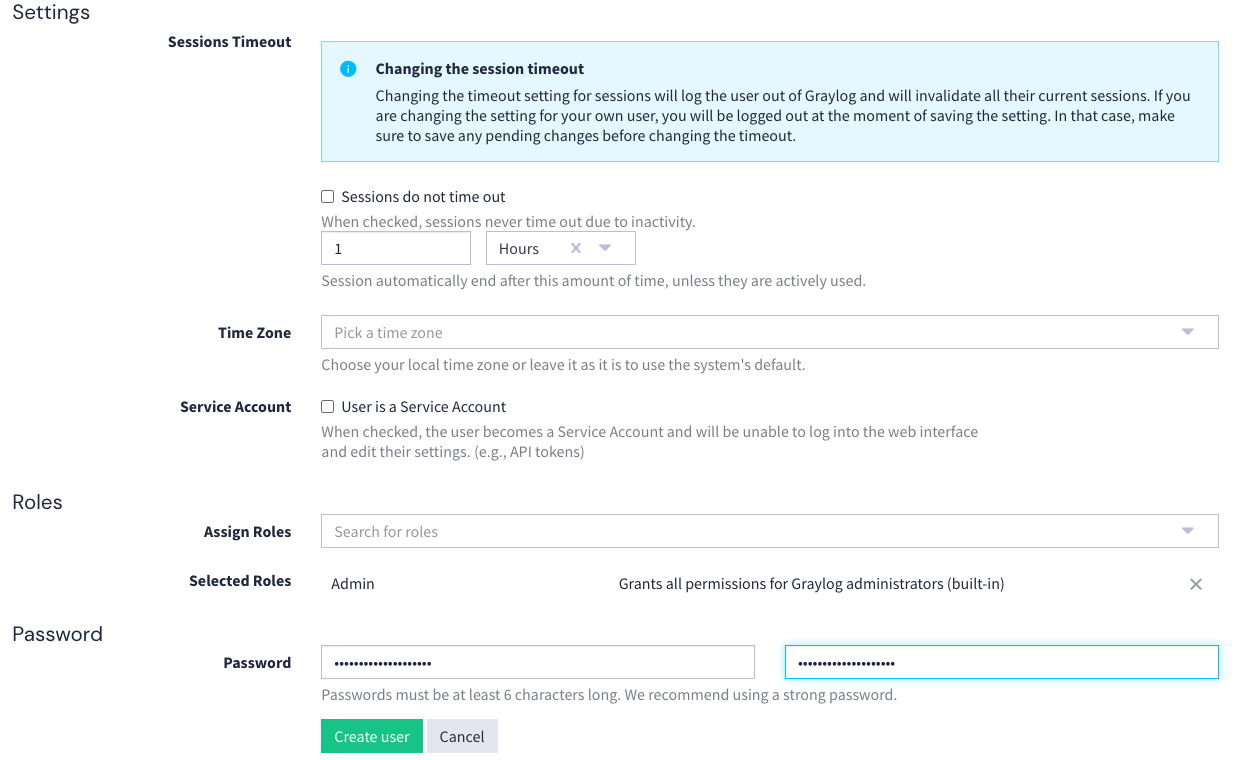 Settings
Sessions Timeout
Changing the session timeout
Changing the timeout setting for sessions will log the user out of Graylog and will invalidate all their current sessions. If you
are changing the setting for your own user, you will be logged out at the moment of saving the setting. In that case, make
sure to save any pending changes before changing the timeout.
Sessions do not time out
When checked, sessions never time out due to inactivity.
1 Hours
Session automatically end after this amount of time, unless they are actively used.
Time Zone Pick a time zone
Choose your local time zone or leave it as it is to use the system's default.
Service Account User is a Service Account
When checked, the user becomes a Service Account and will be unable to log into the web interface
and edit their settings. (e.g., API tokens)
Roles
Assign Roles Search for roles
Selected Roles Admin Grants all permissions for Graylog administrators (built-in)
Password
Password •••••••••••••••••••• ••••••••••••••••••••
Passwords must be at least 6 characters long. We recommend using a strong password.
Create user Cancel